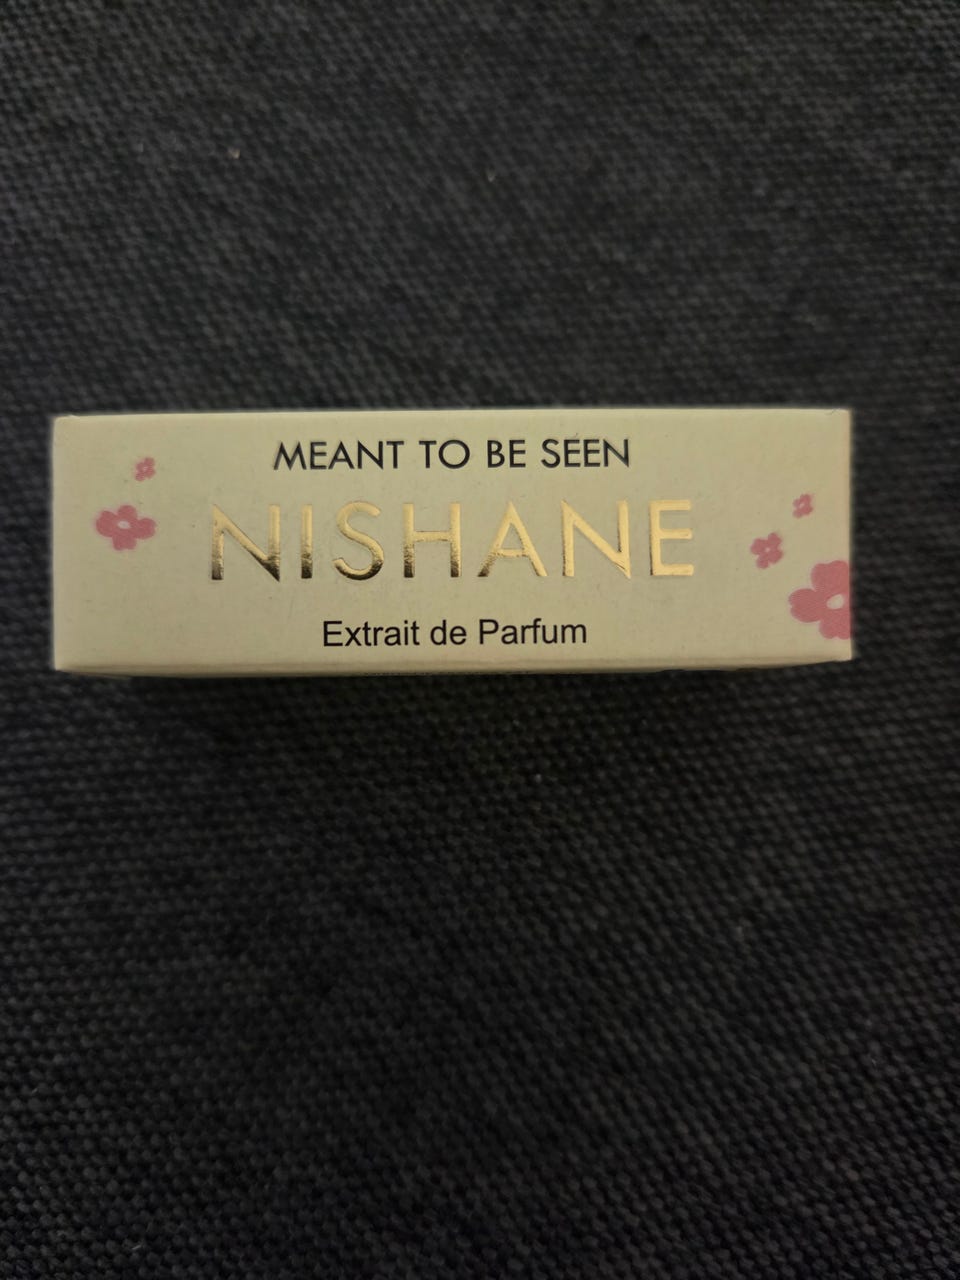 MEANT TO BE SEEN
NISHANE
Extrait de Parfum